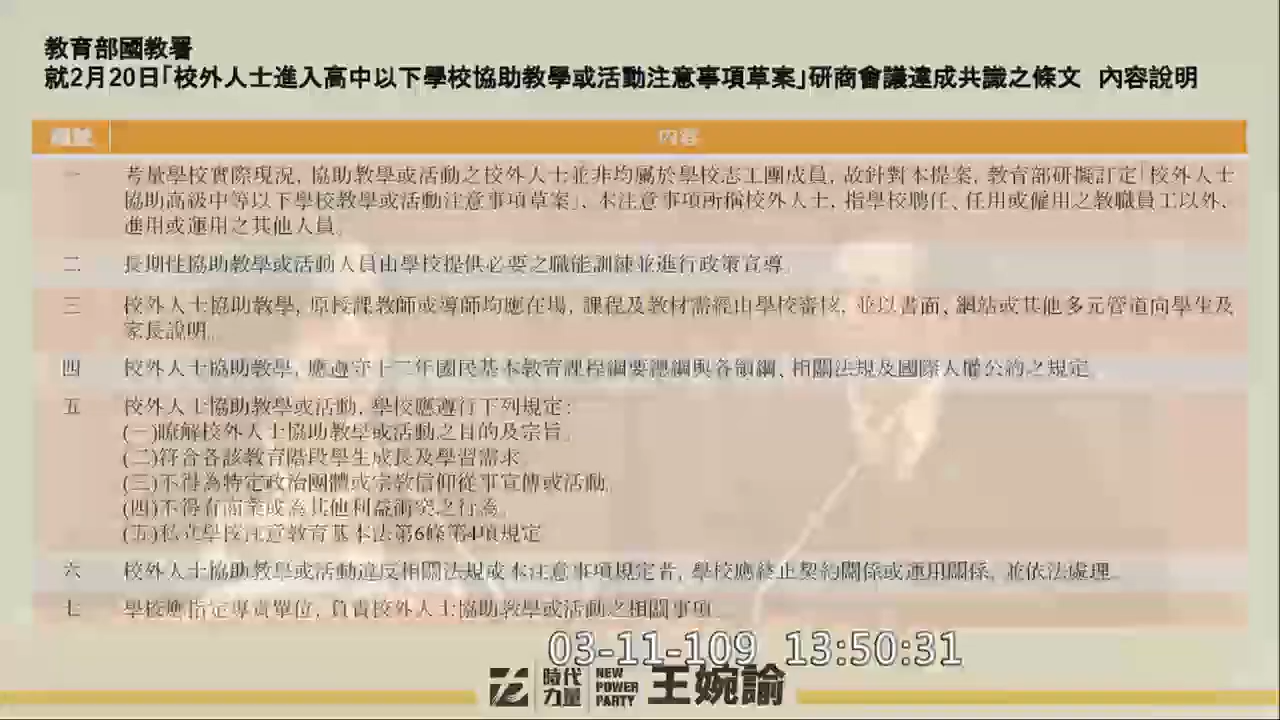 教育部國教署
就2月20日「校外人士進入高中以下學校協助教學或活動注意事項草案」研商會議達成共識之條文 內容說明
內容
一 考量學校實際現況, 協助教學或活動之校外人士並非均屬於學校志工團成員, 故針對本提案, 教育部研擬訂定「校外人士
協助高級中等以下學校教學或活動注意事項草案」, 本注意事項所稱校外人士, 指學校聘任、任用或僱用之教職員工以外,
進用或運用之其他人員。
二 長期性協助教學或活動人員由學校提供必要之職能訓練並進行政策宣導。
三 校外人士協助教學, 原授課教師或導師均應在場, 課程及教材需經由學校審核, 並以書面、網站或其他多元管道向學生及
家長說明。
四 校外人士協助教學, 應遵守十二年國民基本教育課程綱要總綱與各領綱、相關法規及國際人權公約之規定。
五 校外人士協助教學或活動, 學校應遵行下列規定:
(一)瞭解校外人士協助教學或活動之目的及宗旨。
(二)符合各該教育階段學生成長及學習需求。
(三)不得為特定政治團體或宗教信仰從事宣傳或活動。
(四)不得有商業或為其他利益衝突之行為。
(五)私立學校注意教育基本法第6條第4項規定
六 校外人士協助教學或活動違反相關法規或本注意事項規定者, 學校應終止契約關係或運用關係, 並依法處理。
七 學校應指定專責單位, 負責校外人士協助教學或活動之相關事項。
03-11-109 13:50:31
時代力量 NEW POWER PARTY 王婉諭